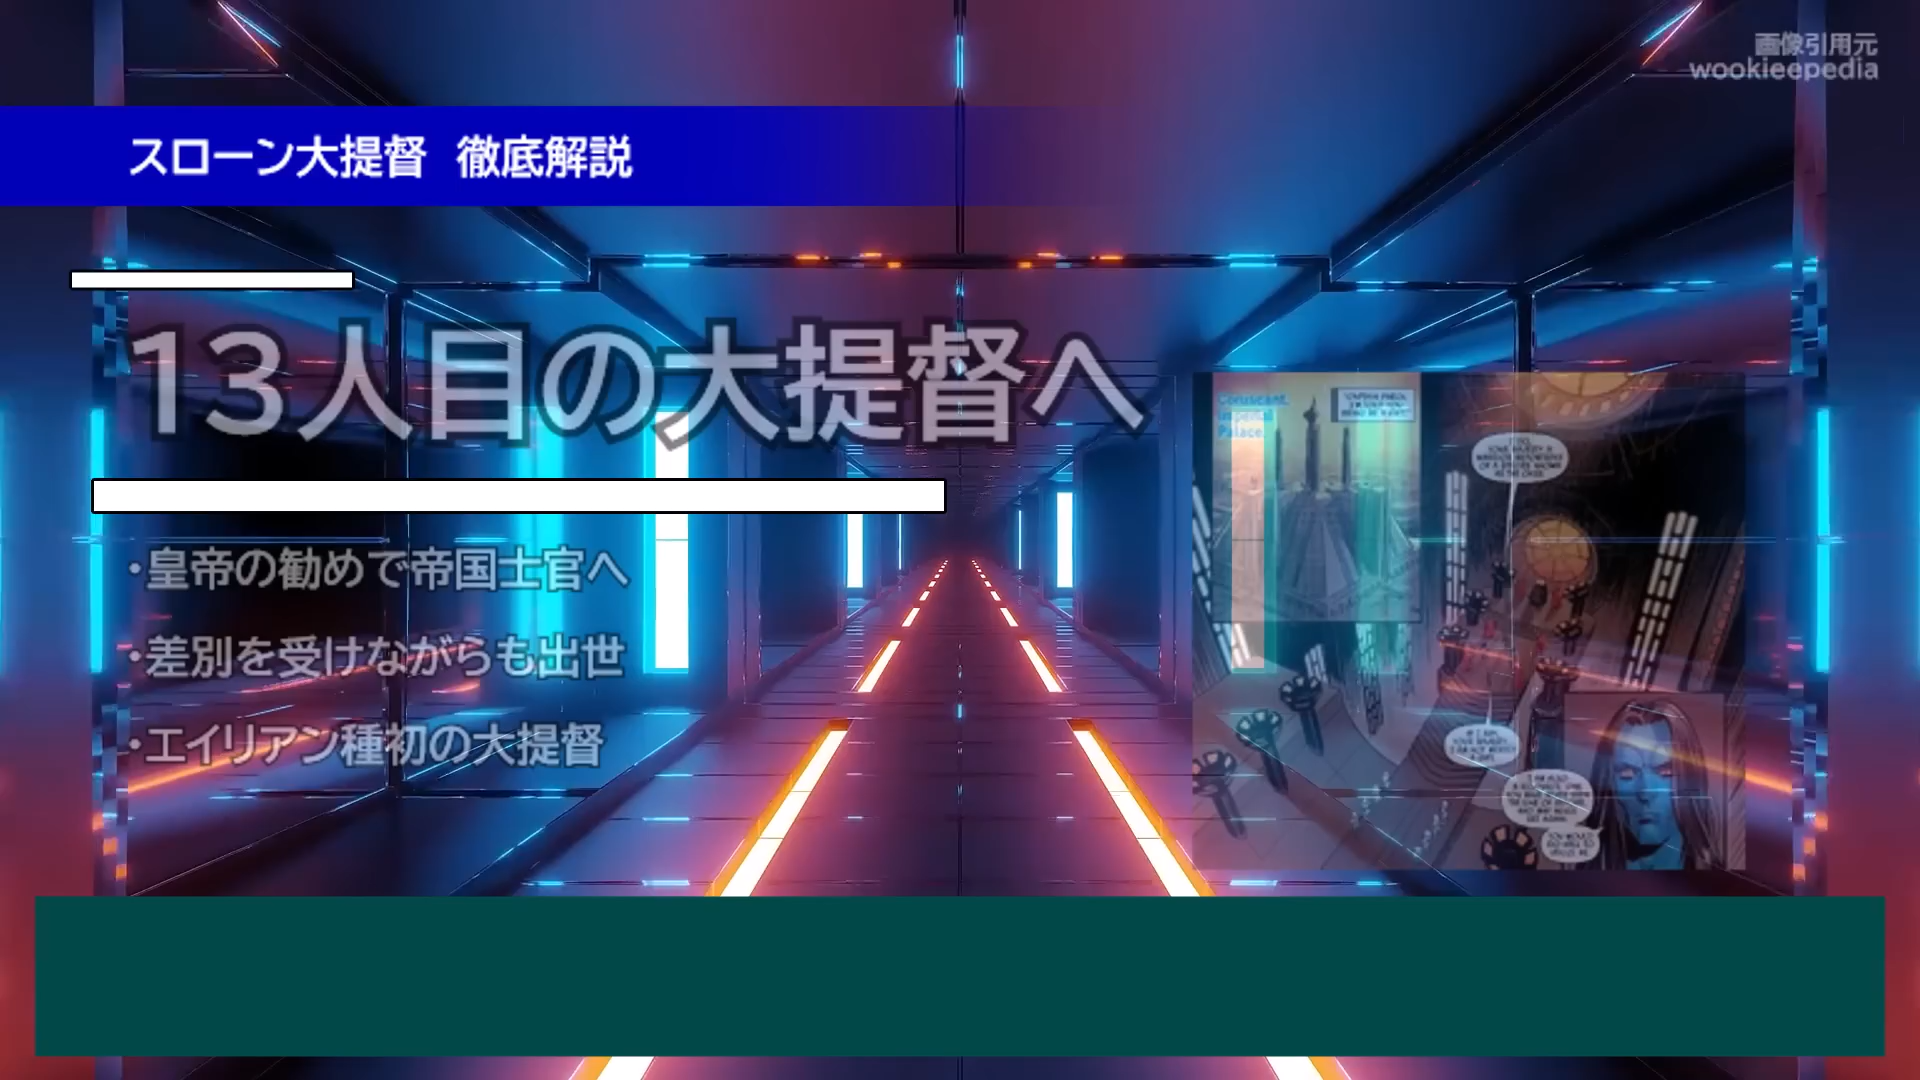 画像引用元
wookieepedia
スローン大提督 徹底解説
13人目の大提督へ
・皇帝の勧めで帝国士官へ
・差別を受けながらも出世
・エイリアン種初の大提督
Coruscant.
Imperial
Palace.